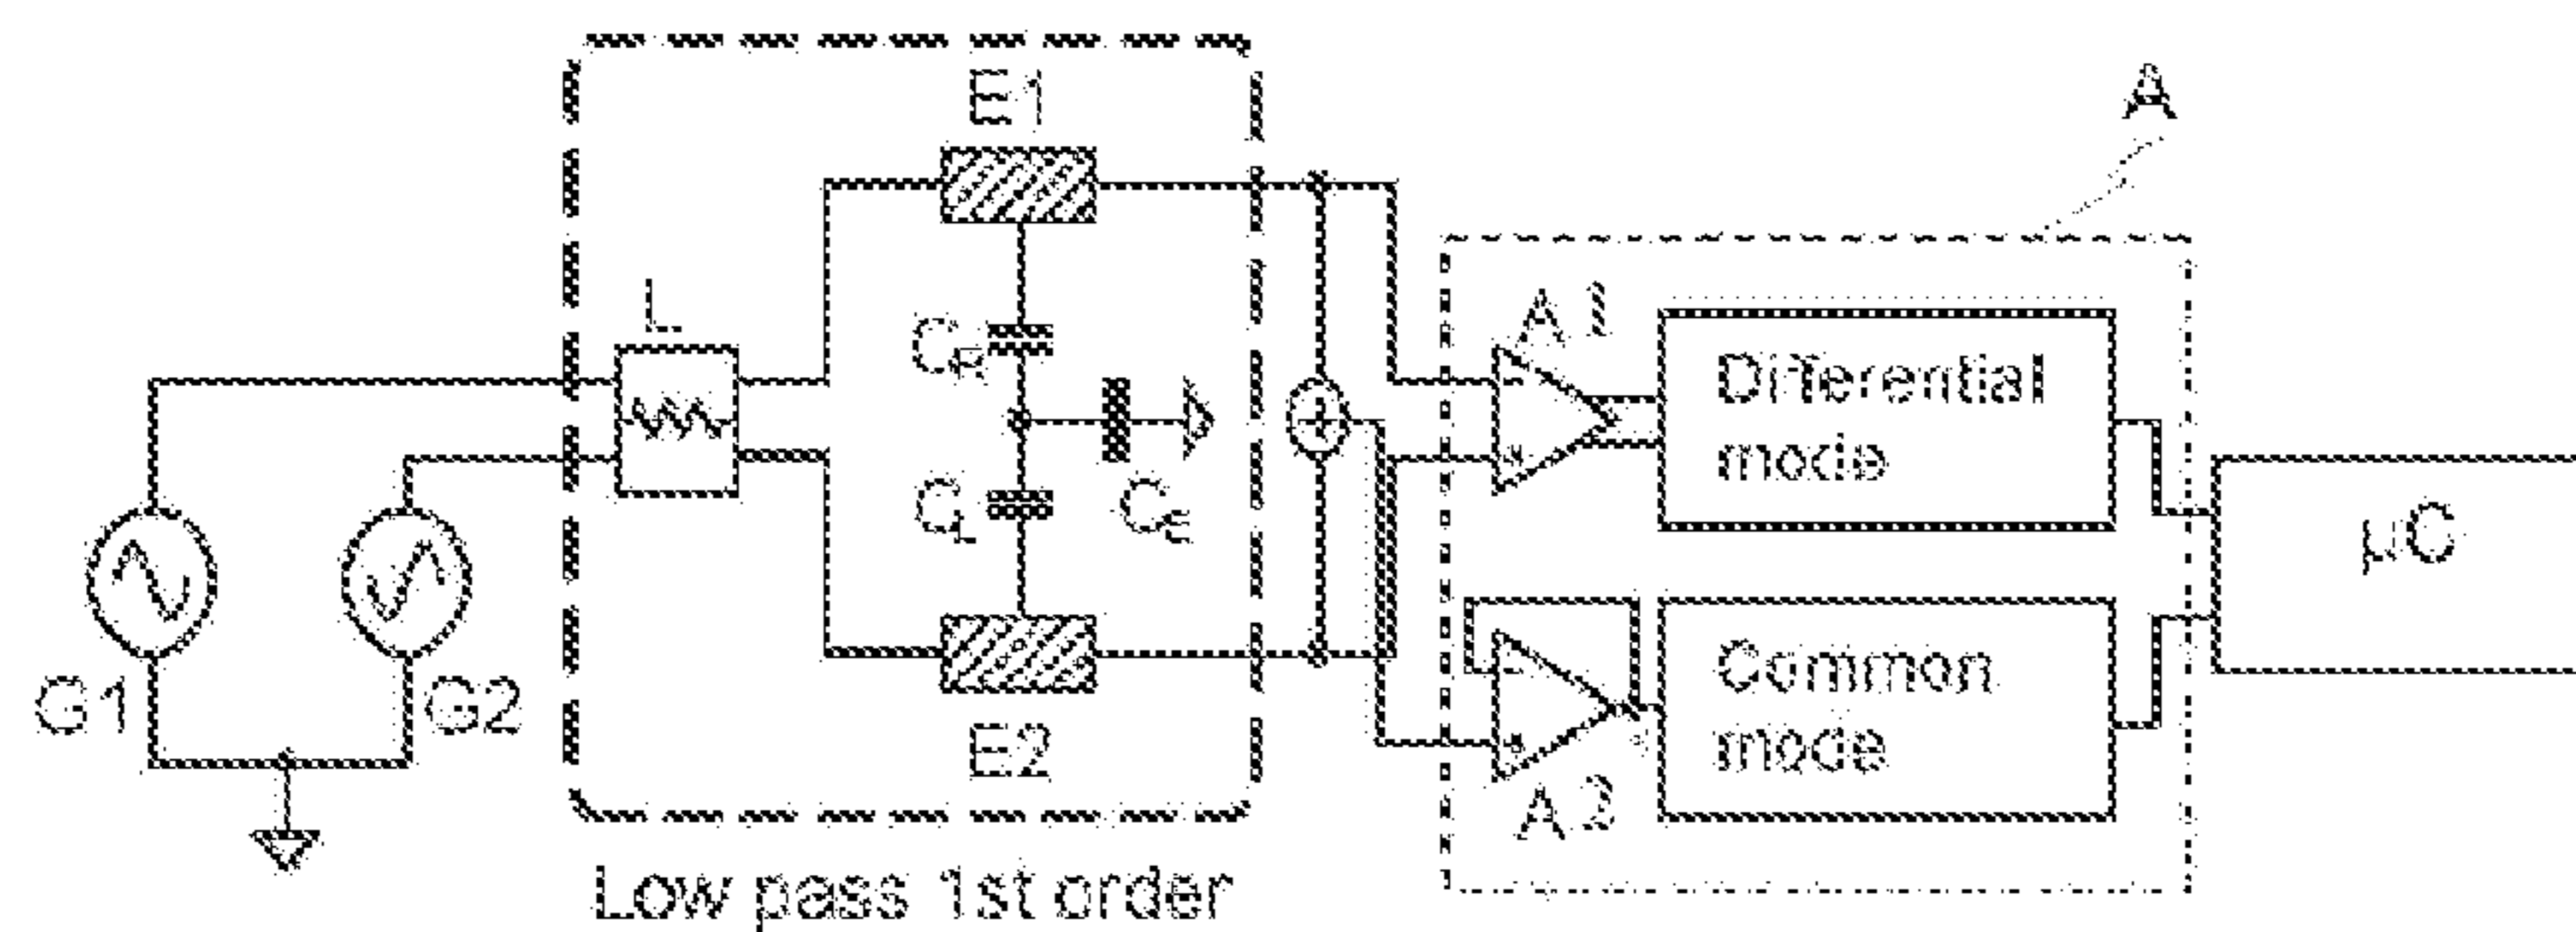 E1
A
L
A1
C_R
Differential
mode
C_L
C_E
µC
G1
G2
E2
Common
mode
A2
Low pass 1st order